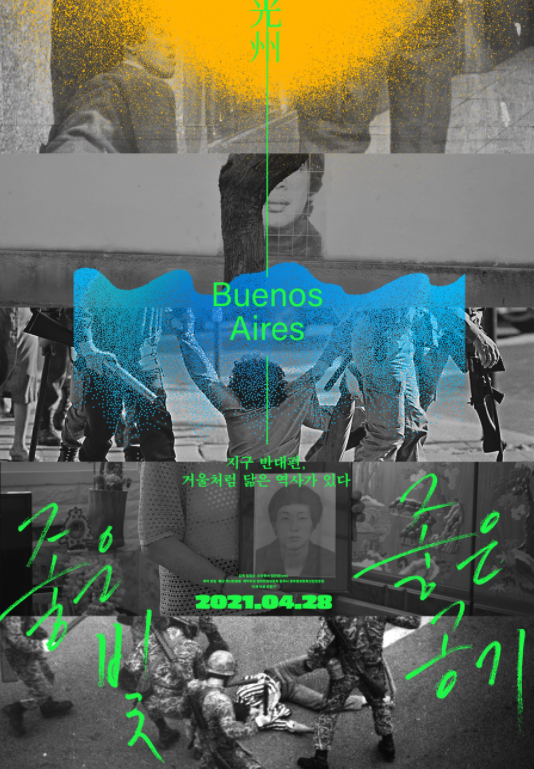 光
州
Buenos
Aires
지구 반대편,
거울처럼 닮은 역사가 있다
좋은
빛
좋은
공기
2021.04.28